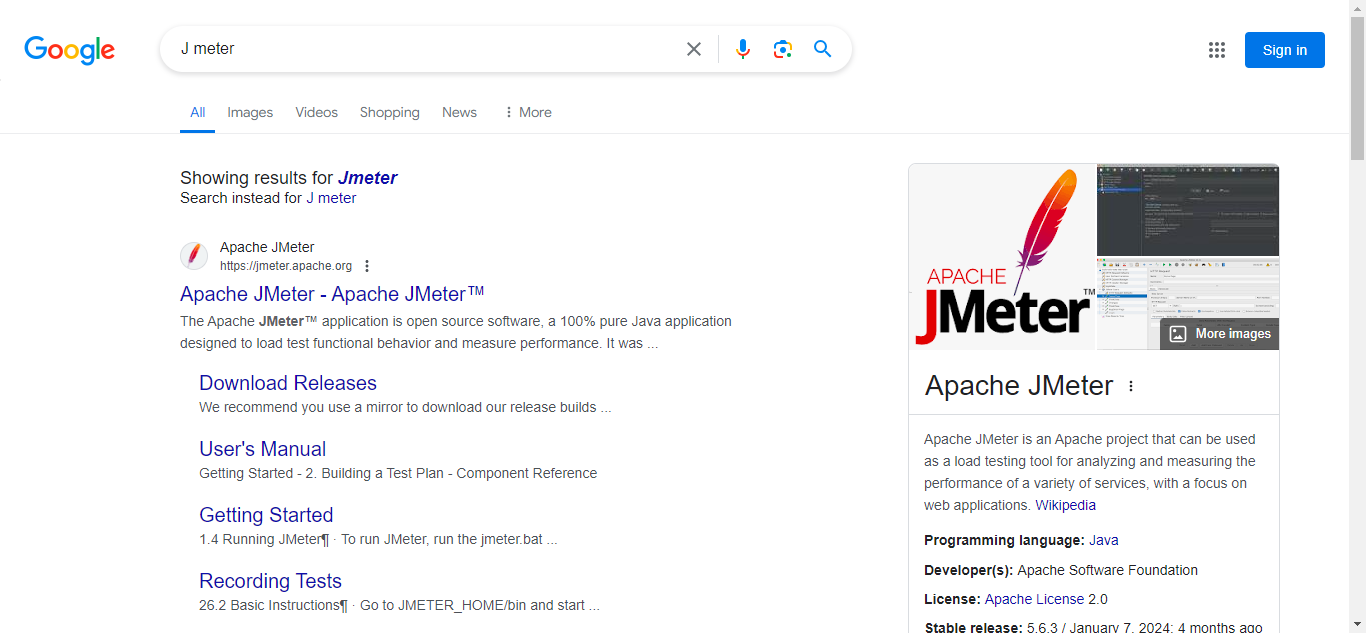 Google
J meter
Sign in
All Images Videos Shopping News More
Showing results for Jmeter
Search instead for J meter
Apache JMeter
https://jmeter.apache.org
Apache JMeter - Apache JMeter™
The Apache JMeter™ application is open source software, a 100% pure Java application
designed to load test functional behavior and measure performance. It was ...
Download Releases
We recommend you use a mirror to download our release builds ...
User's Manual
Getting Started - 2. Building a Test Plan - Component Reference
Getting Started
1.4 Running JMeter¶ · To run JMeter, run the jmeter.bat ...
Recording Tests
26.2 Basic Instructions¶ · Go to JMETER_HOME/bin and start ...
APACHE
JMeter™
More images
Apache JMeter
Apache JMeter is an Apache project that can be used
as a load testing tool for analyzing and measuring the
performance of a variety of services, with a focus on
web applications. Wikipedia
Programming language: Java
Developer(s): Apache Software Foundation
License: Apache License 2.0
Stable release: 5.6.3 / January 7, 2024; 4 months ago